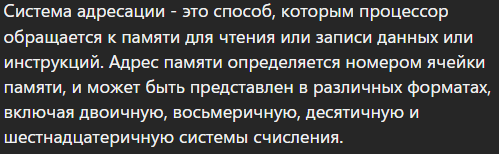 Система адресации - это способ, которым процессор
обращается к памяти для чтения или записи данных или
инструкций. Адрес памяти определяется номером ячейки
памяти, и может быть представлен в различных форматах,
включая двоичную, восьмеричную, десятичную и
шестнадцатеричную системы счисления.